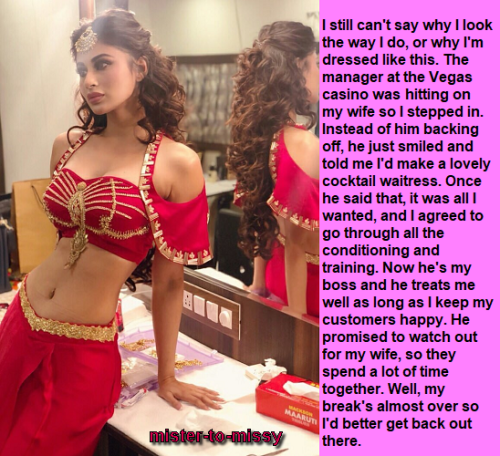 I still can't say why I look
the way I do, or why I'm
dressed like this. The
manager at the Vegas
casino was hitting on
my wife so I stepped in.
Instead of him backing
off, he just smiled and
told me I'd make a lovely
cocktail waitress. Once
he said that, it was all I
wanted, and I agreed to
go through all the
conditioning and
training. Now he's my
boss and he treats me
well as long as I keep my
customers happy. He
promised to watch out
for my wife, so they
spend a lot of time
together. Well, my
break's almost over so
I'd better get back out
there.
MAARUTI
mister-to-missy